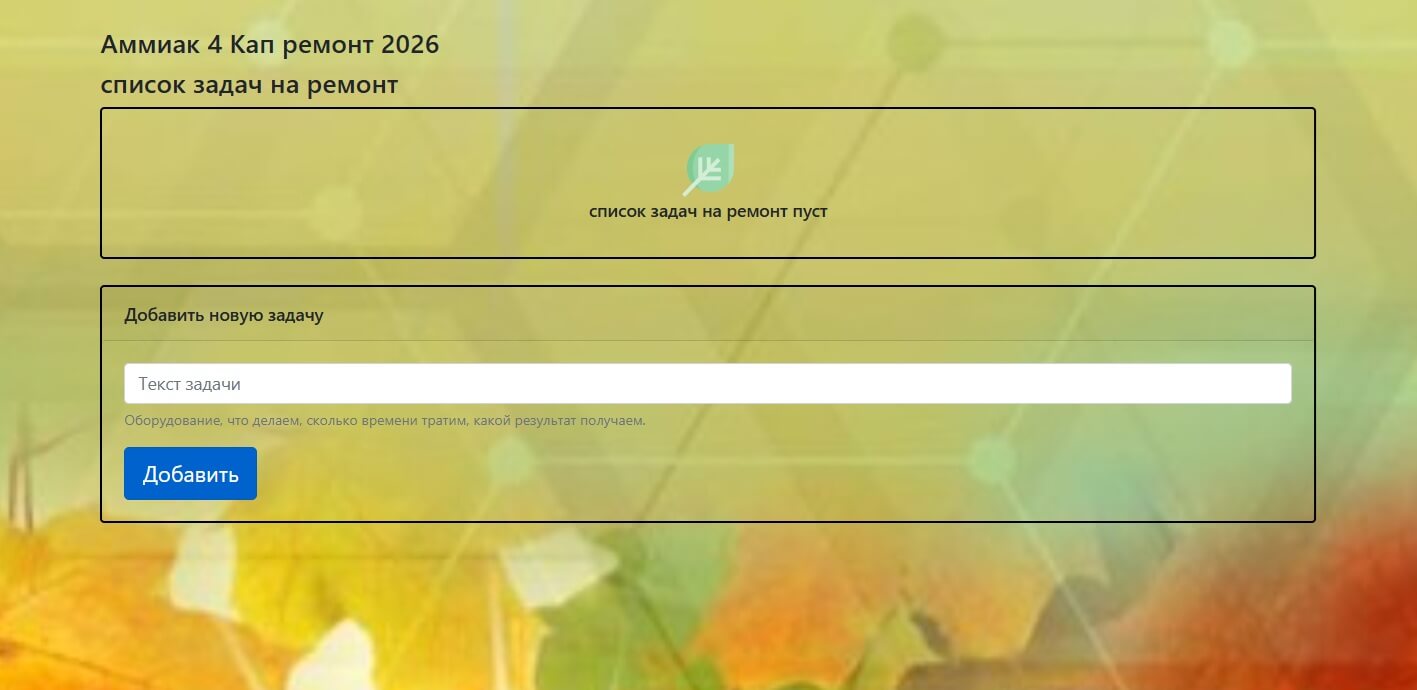 Аммиак 4 Кап ремонт 2026
список задач на ремонт
список задач на ремонт пуст
Добавить новую задачу
Текст задачи
Оборудование, что делаем, сколько времени тратим, какой результат получаем.
Добавить